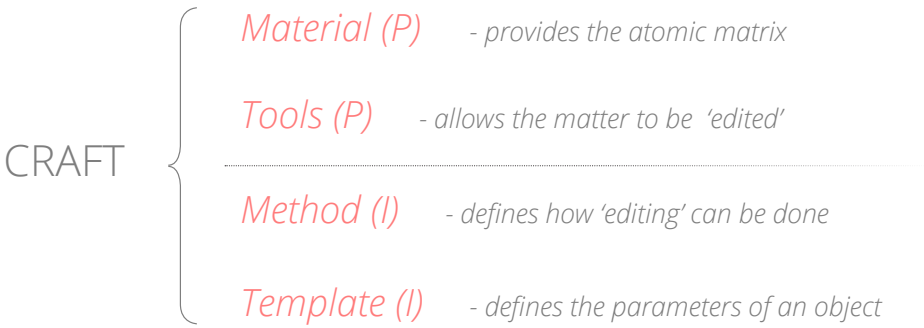 Material (P) - provides the atomic matrix
Tools (P) - allows the matter to be ‘edited’
CRAFT
Method (I) - defines how ‘editing’ can be done
Template (I) - defines the parameters of an object